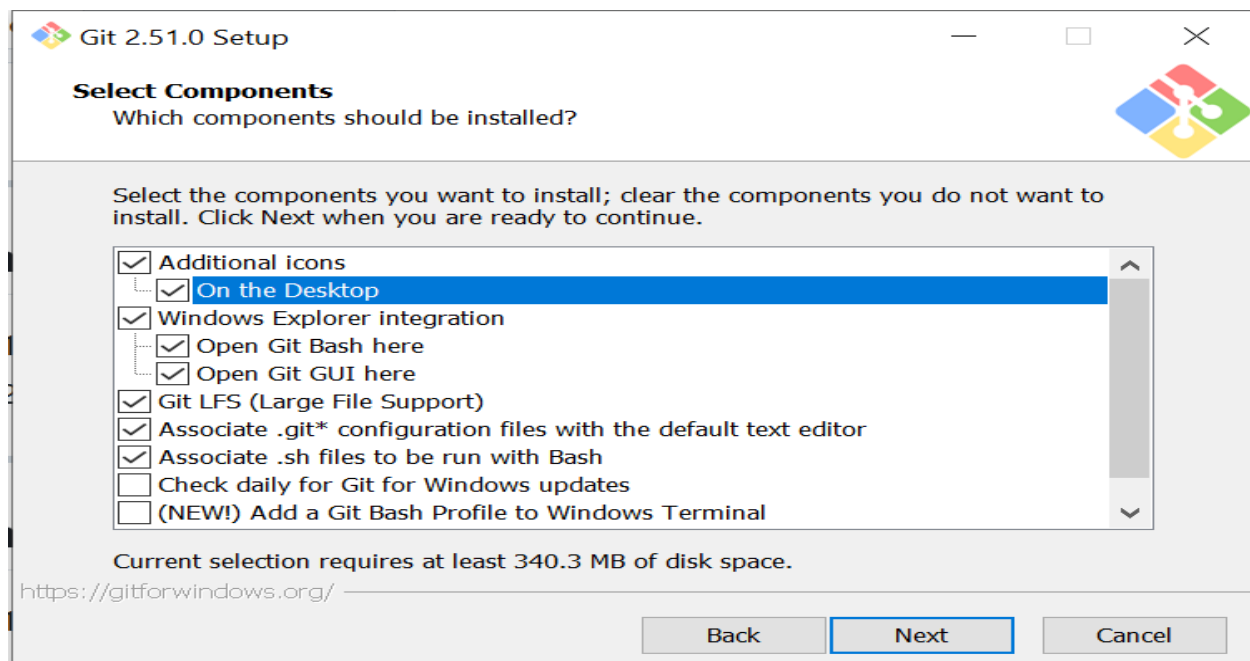 Git 2.51.0 Setup
Select Components
Which components should be installed?
Select the components you want to install; clear the components you do not want to
install. Click Next when you are ready to continue.
Additional icons
On the Desktop
Windows Explorer integration
Open Git Bash here
Open Git GUI here
Git LFS (Large File Support)
Associate .git* configuration files with the default text editor
Associate .sh files to be run with Bash
Check daily for Git for Windows updates
(NEW!) Add a Git Bash Profile to Windows Terminal
Current selection requires at least 340.3 MB of disk space.
https://gitforwindows.org/
Back Next Cancel